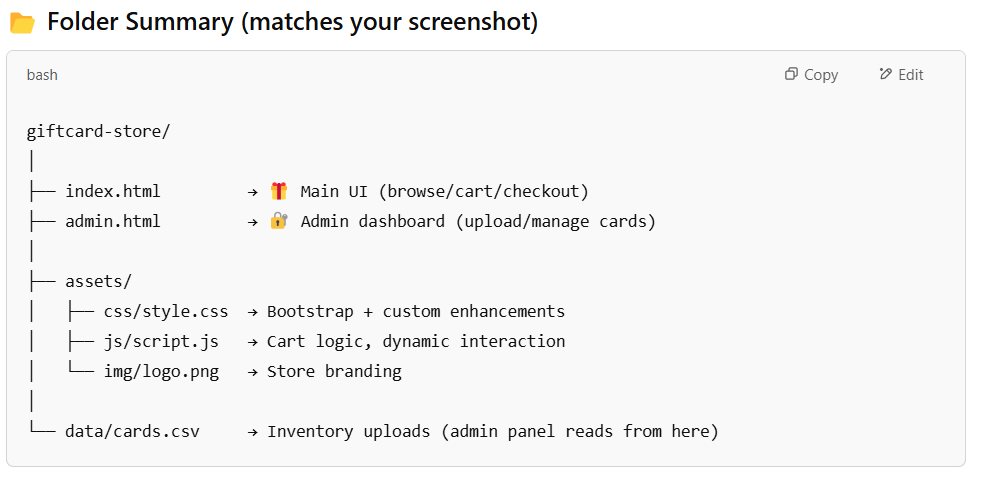 📂 Folder Summary (matches your screenshot)
bash
Copy
Edit
giftcard-store/
│
├── index.html         → 🎁 Main UI (browse/cart/checkout)
├── admin.html         → 🔐 Admin dashboard (upload/manage cards)
│
├── assets/
│   ├── css/style.css  → Bootstrap + custom enhancements
│   ├── js/script.js   → Cart logic, dynamic interaction
│   └── img/logo.png   → Store branding
│
└── data/cards.csv     → Inventory uploads (admin panel reads from here)